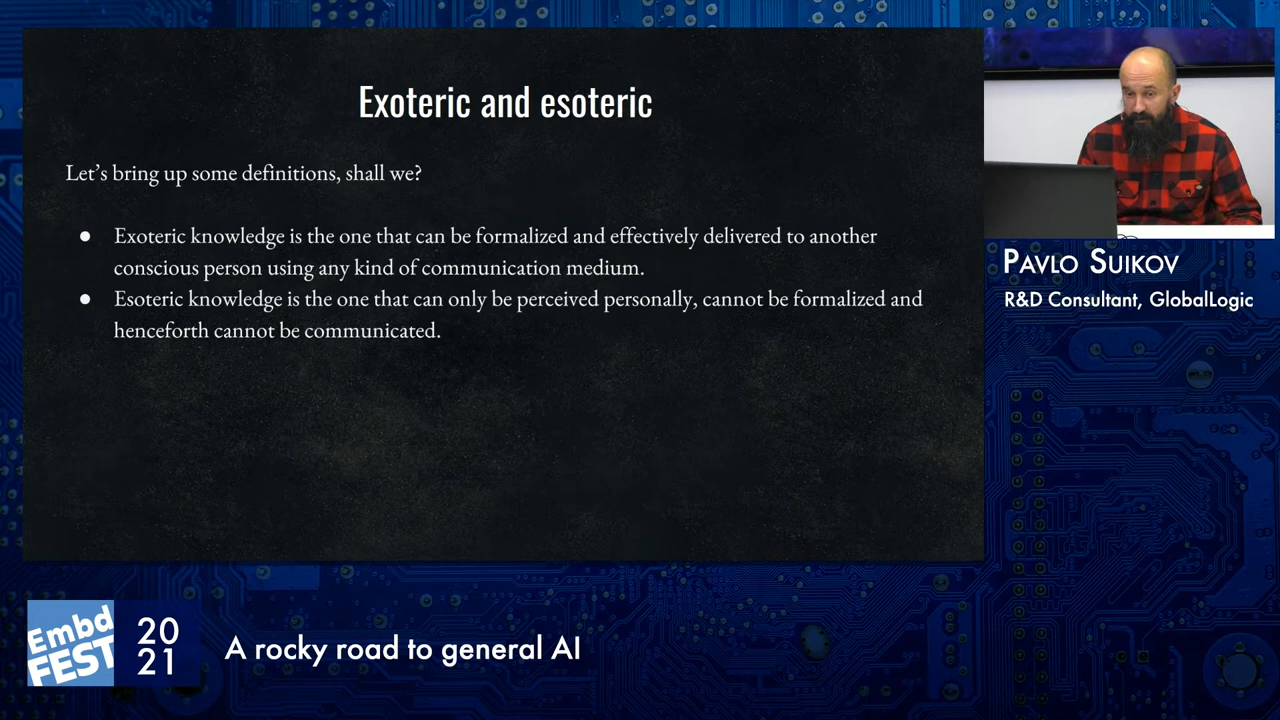 Exoteric and esoteric
Let’s bring up some definitions, shall we?
● Exoteric knowledge is the one that can be formalized and effectively delivered to another
conscious person using any kind of communication medium.
● Esoteric knowledge is the one that can only be perceived personally, cannot be formalized and
henceforth cannot be communicated.
PAVLO SUIKOV
R&D Consultant, GlobalLogic
Embd
FEST
20
21
A rocky road to general AI